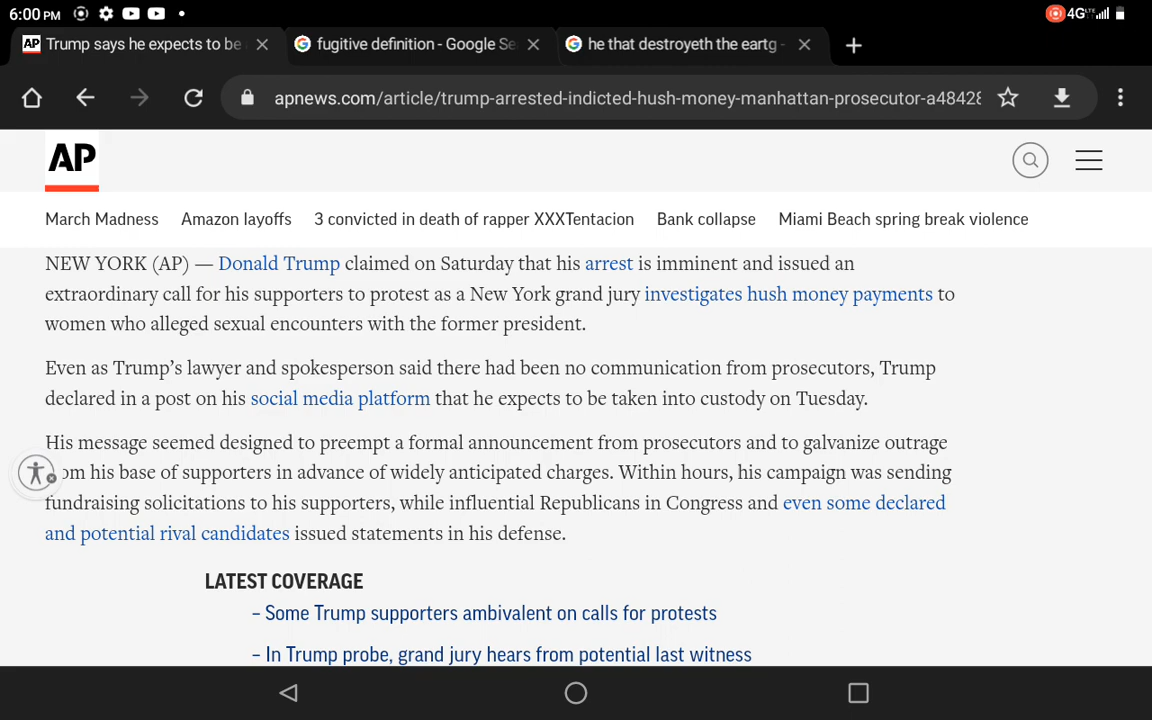 6:00 PM
4G LTE
Trump says he expects to be
fugitive definition - Google Se
he that destroyeth the eartg -
apnews.com/article/trump-arrested-indicted-hush-money-manhattan-prosecutor-a48428
AP
March Madness Amazon layoffs 3 convicted in death of rapper XXXTentacion Bank collapse Miami Beach spring break violence
NEW YORK (AP) — Donald Trump claimed on Saturday that his arrest is imminent and issued an
extraordinary call for his supporters to protest as a New York grand jury investigates hush money payments to
women who alleged sexual encounters with the former president.
Even as Trump’s lawyer and spokesperson said there had been no communication from prosecutors, Trump
declared in a post on his social media platform that he expects to be taken into custody on Tuesday.
His message seemed designed to preempt a formal announcement from prosecutors and to galvanize outrage
om his base of supporters in advance of widely anticipated charges. Within hours, his campaign was sending
fundraising solicitations to his supporters, while influential Republicans in Congress and even some declared
and potential rival candidates issued statements in his defense.
LATEST COVERAGE
– Some Trump supporters ambivalent on calls for protests
– In Trump probe, grand jury hears from potential last witness